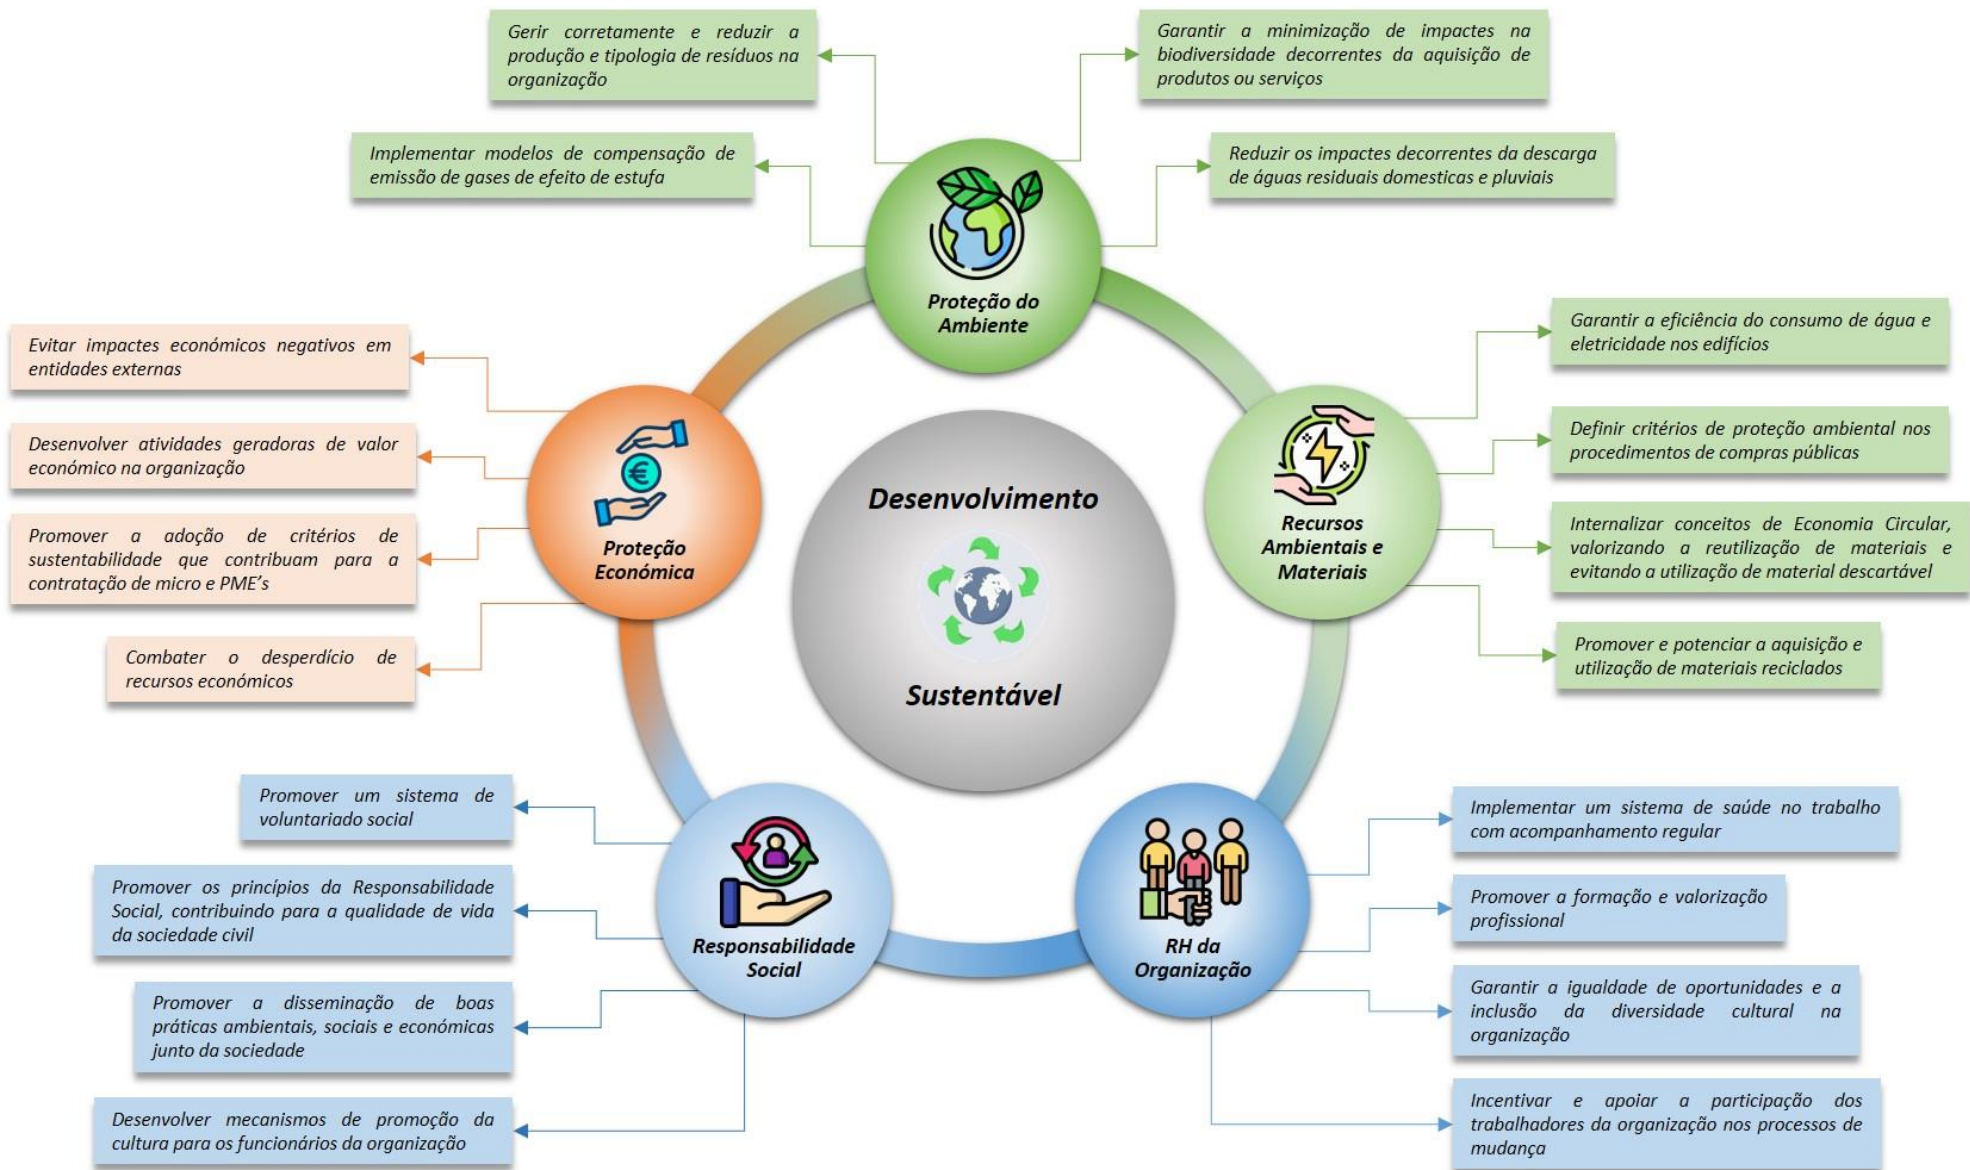 Gerir corretamente e reduzir a
produção e tipologia de resíduos na
organização
Garantir a minimização de impactes na
biodiversidade decorrentes da aquisição de
produtos ou serviços
Implementar modelos de compensação de
emissão de gases de efeito de estufa
Reduzir os impactes decorrentes da descarga
de águas residuais domesticas e pluviais
Proteção do
Ambiente
Evitar impactes económicos negativos em
entidades externas
Desenvolver atividades geradoras de valor
económico na organização
Promover a adoção de critérios de
sustentabilidade que contribuam para a
contratação de micro e PME's
Combater o desperdício de
recursos económicos
€
Proteção
Económica
Desenvolvimento
Sustentável
Recursos
Ambientais e
Materiais
Garantir a eficiência do consumo de água e
eletricidade nos edifícios
Definir critérios de proteção ambiental nos
procedimentos de compras públicas
Internalizar conceitos de Economia Circular,
valorizando a reutilização de materiais e
evitando a utilização de material descartável
Promover e potenciar a aquisição e
utilização de materiais reciclados
Promover um sistema de
voluntariado social
Promover os princípios da Responsabilidade
Social, contribuindo para a qualidade de vida
da sociedade civil
Promover a disseminação de boas
práticas ambientais, sociais e económicas
junto da sociedade
Desenvolver mecanismos de promoção da
cultura para os funcionários da organização
Responsabilidade
Social
RH da
Organização
Implementar um sistema de saúde no trabalho
com acompanhamento regular
Promover a formação e valorização
profissional
Garantir a igualdade de oportunidades e a
inclusão da diversidade cultural na
organização
Incentivar e apoiar a participação dos
trabalhadores da organização nos processos de
mudança